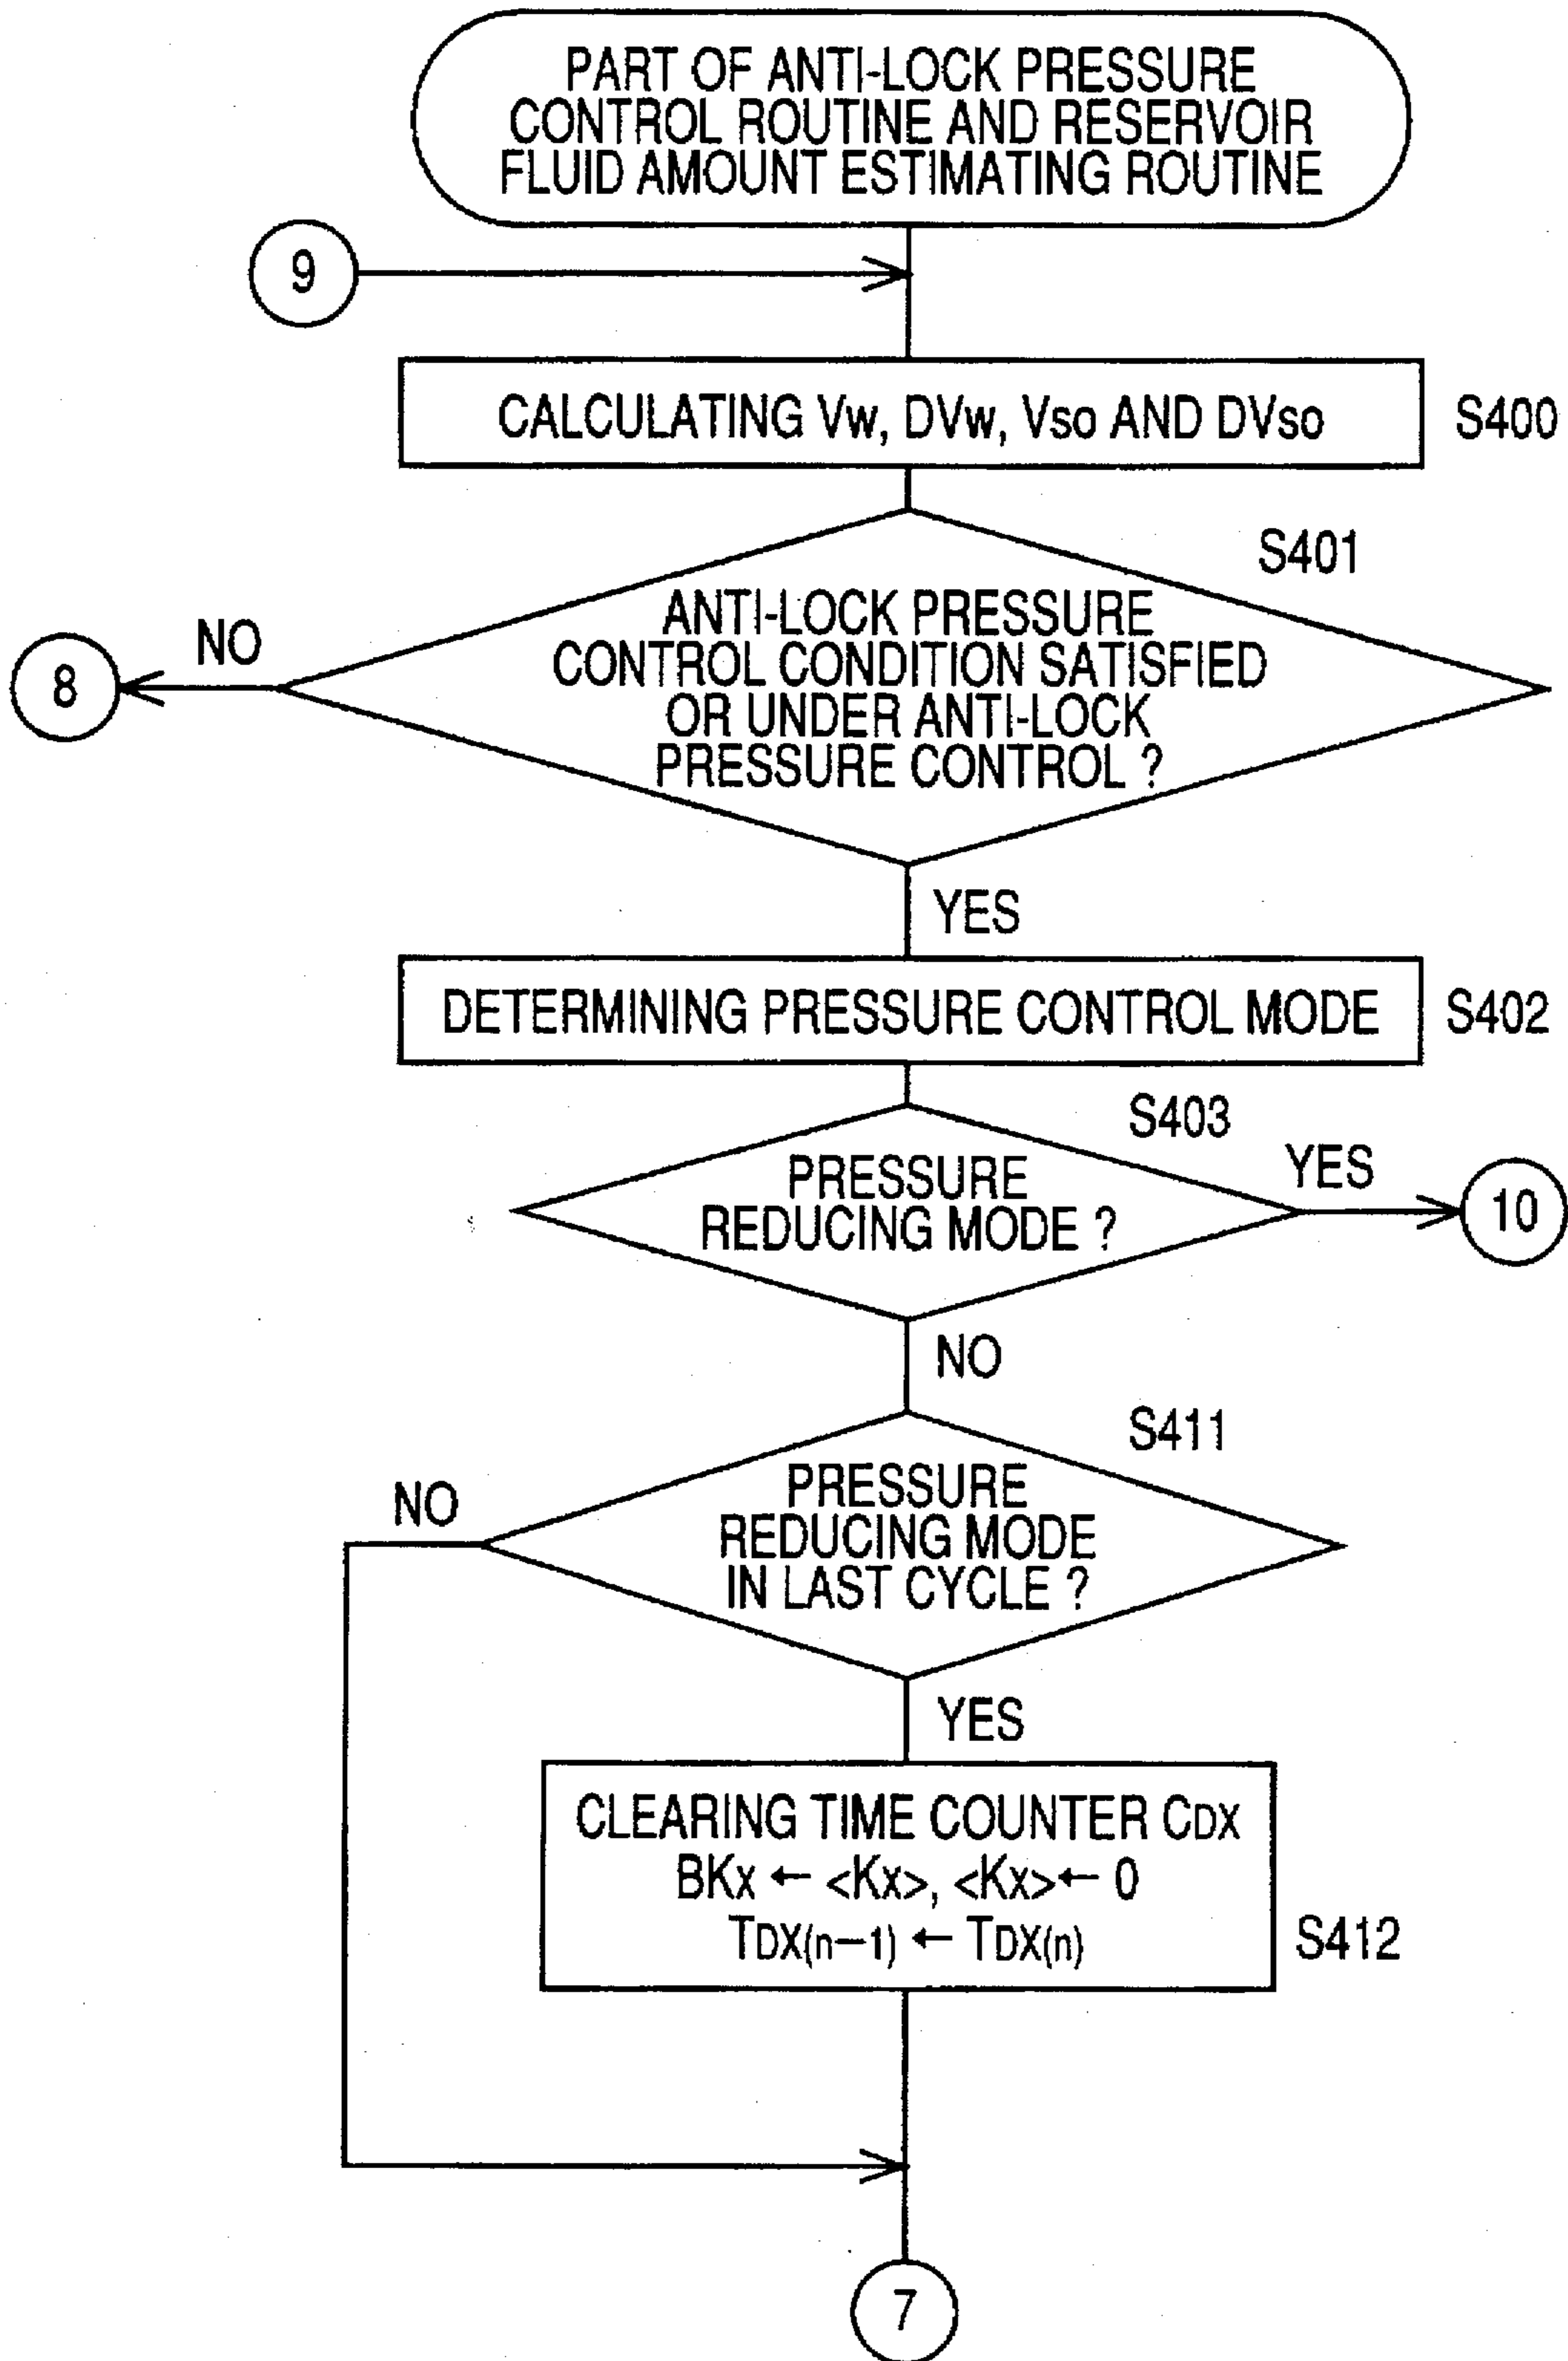 PART OF ANTI-LOCK PRESSURE
CONTROL ROUTINE AND RESERVOIR
FLUID AMOUNT ESTIMATING ROUTINE
9
CALCULATING Vw, DVw, Vso AND DVso
S400
S401
ANTI-LOCK PRESSURE
CONTROL CONDITION SATISFIED
OR UNDER ANTI-LOCK
PRESSURE CONTROL ?
NO
8
YES
DETERMINING PRESSURE CONTROL MODE
S402
S403
PRESSURE
REDUCING MODE ?
YES
10
NO
S411
PRESSURE
REDUCING MODE
IN LAST CYCLE ?
NO
YES
CLEARING TIME COUNTER CDX
BKx ← <Kx>, <Kx> ← 0
TDX(n−1) ← TDX(n)
S412
7